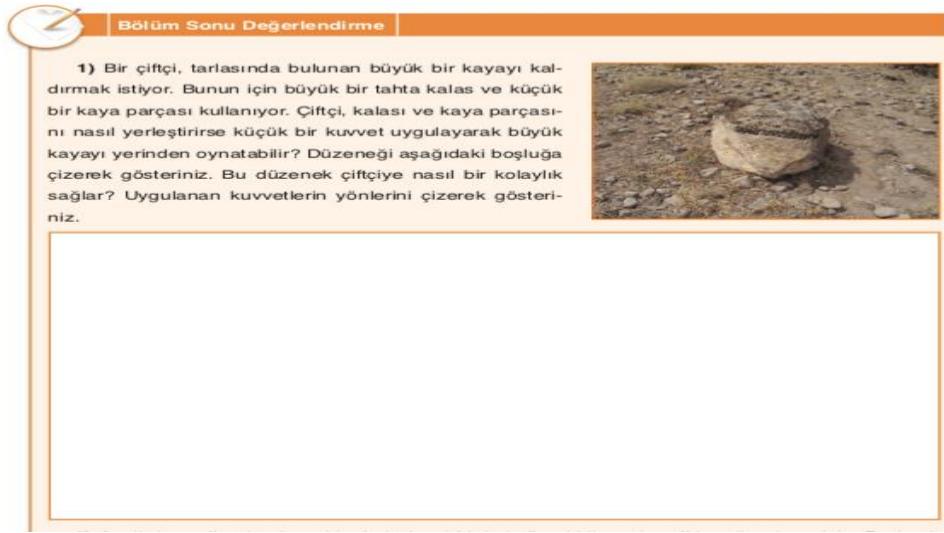 Bölüm Sonu Değerlendirme
1) Bir çiftçi, tarlasında bulunan büyük bir kayayı kal-
dırmak istiyor. Bunun için büyük bir tahta kalas ve küçük
bir kaya parçası kullanıyor. Çiftçi, kalası ve kaya parçası-
nı nasıl yerleştirirse küçük bir kuvvet uygulayarak büyük
kayayı yerinden oynatabilir? Düzeneği aşağıdaki boşluğa
çizerek gösteriniz. Bu düzenek çiftçiye nasıl bir kolaylık
sağlar? Uygulanan kuvvetlerin yönlerini çizerek gösteri-
niz.